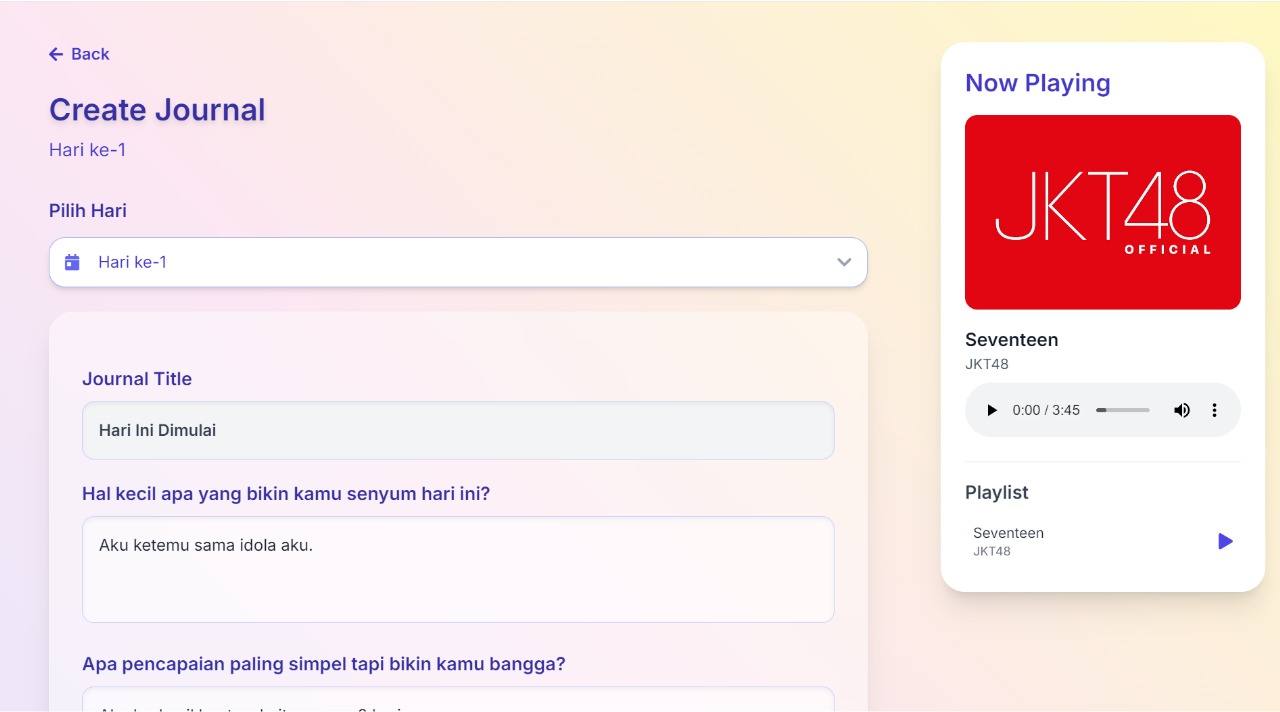 Back
Create Journal
Hari ke-1
Pilih Hari
Hari ke-1
Journal Title
Hari Ini Dimulai
Hal kecil apa yang bikin kamu senyum hari ini?
Aku ketemu sama idola aku.
Apa pencapaian paling simpel tapi bikin kamu bangga?
Now Playing
JKT48
OFFICIAL
Seventeen
JKT48
0:00 / 3:45
Playlist
Seventeen
JKT48